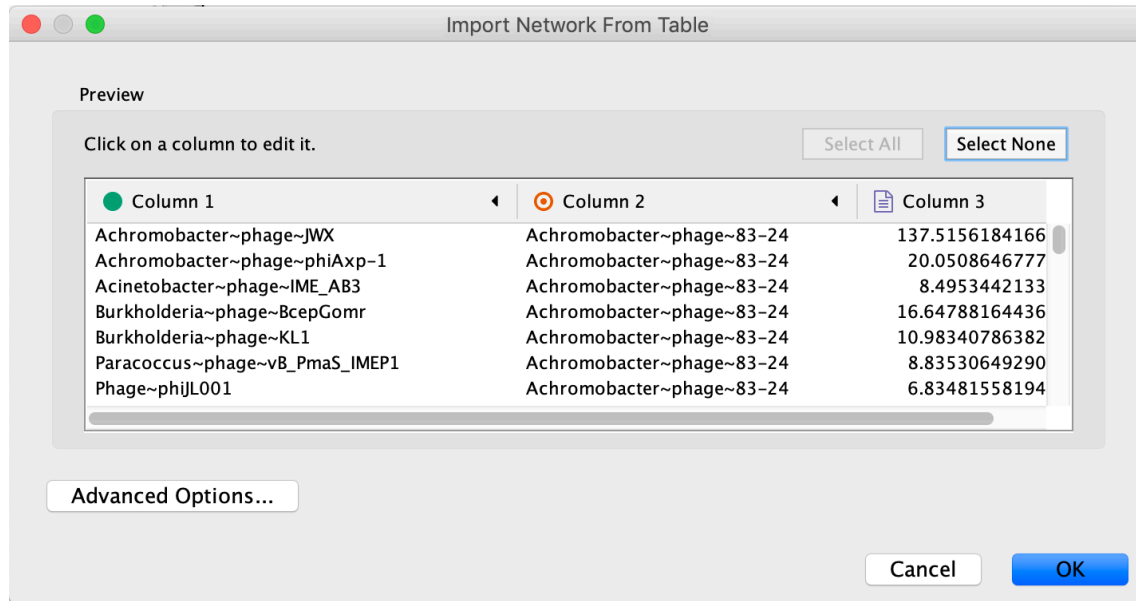 Import Network From Table
Preview
Click on a column to edit it.
Select All
Select None
Column 1 Column 2 Column 3
Achromobacter~phage~JWX Achromobacter~phage~83-24 137.5156184166
Achromobacter~phage~phiAxp-1 Achromobacter~phage~83-24 20.0508646777
Acinetobacter~phage~IME_AB3 Achromobacter~phage~83-24 8.4953442133
Burkholderia~phage~BcepGomr Achromobacter~phage~83-24 16.64788164436
Burkholderia~phage~KL1 Achromobacter~phage~83-24 10.98340786382
Paracoccus~phage~vB_PmaS_IMEP1 Achromobacter~phage~83-24 8.83530649290
Phage~phiJL001 Achromobacter~phage~83-24 6.83481558194
Advanced Options...
Cancel
OK